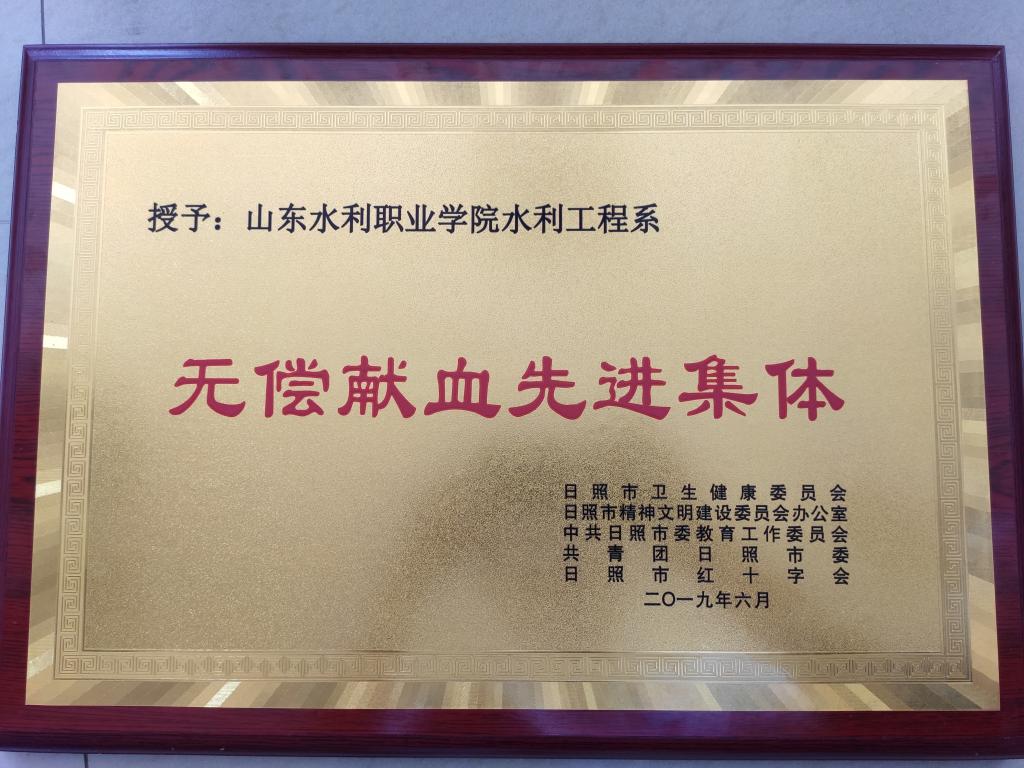 授予：山东水利职业学院水利工程系
无偿献血先进集体
日照市卫生健康委员会
日照市精神文明建设委员会办公室
中共日照市委教育工作委员会
共青团日照市委
日照市红十字会
二〇一九年六月